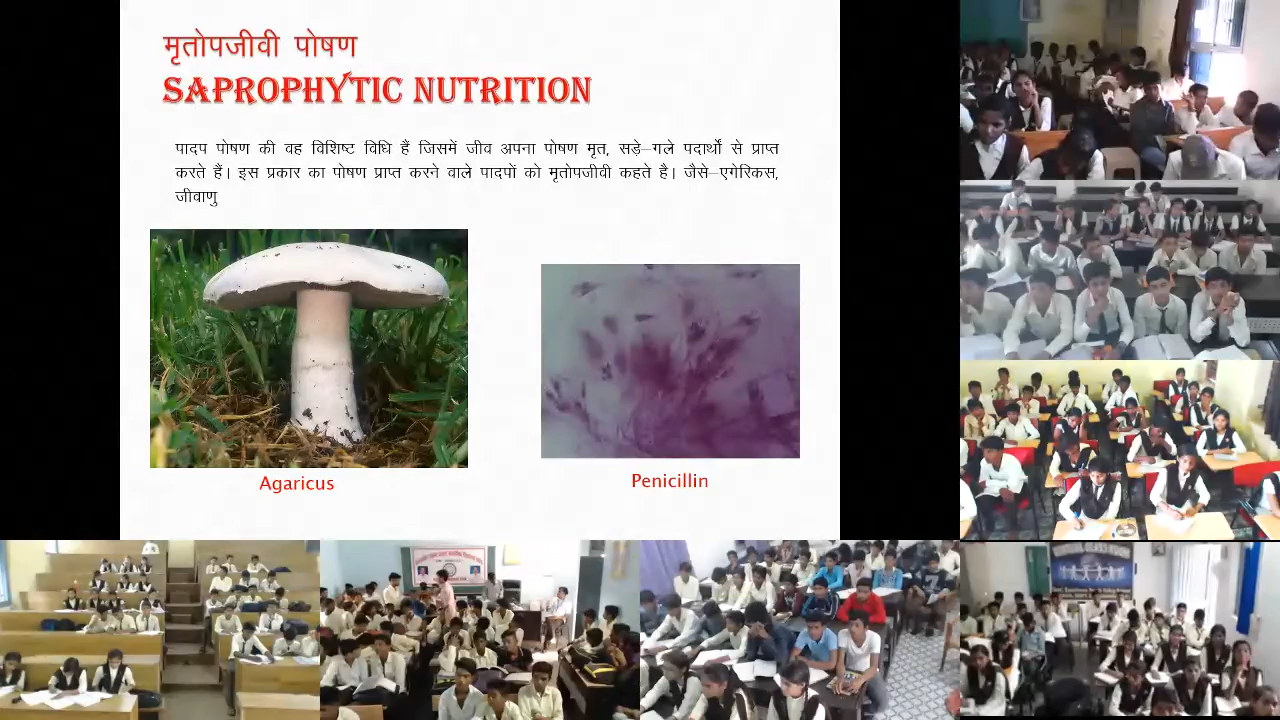 मृतोपजीवी पोषण
SAPROPHYTIC NUTRITION
पादप पोषण की वह विशिष्ट विधि है जिसमें जीव अपना पोषण मृत, सड़े–गले पदार्थों से प्राप्त
करते हैं। इस प्रकार का पोषण प्राप्त करने वाले पादपों को मृतोपजीवी कहते है। जैसे–एगेरिकस,
जीवाणु
Agaricus
Penicillin